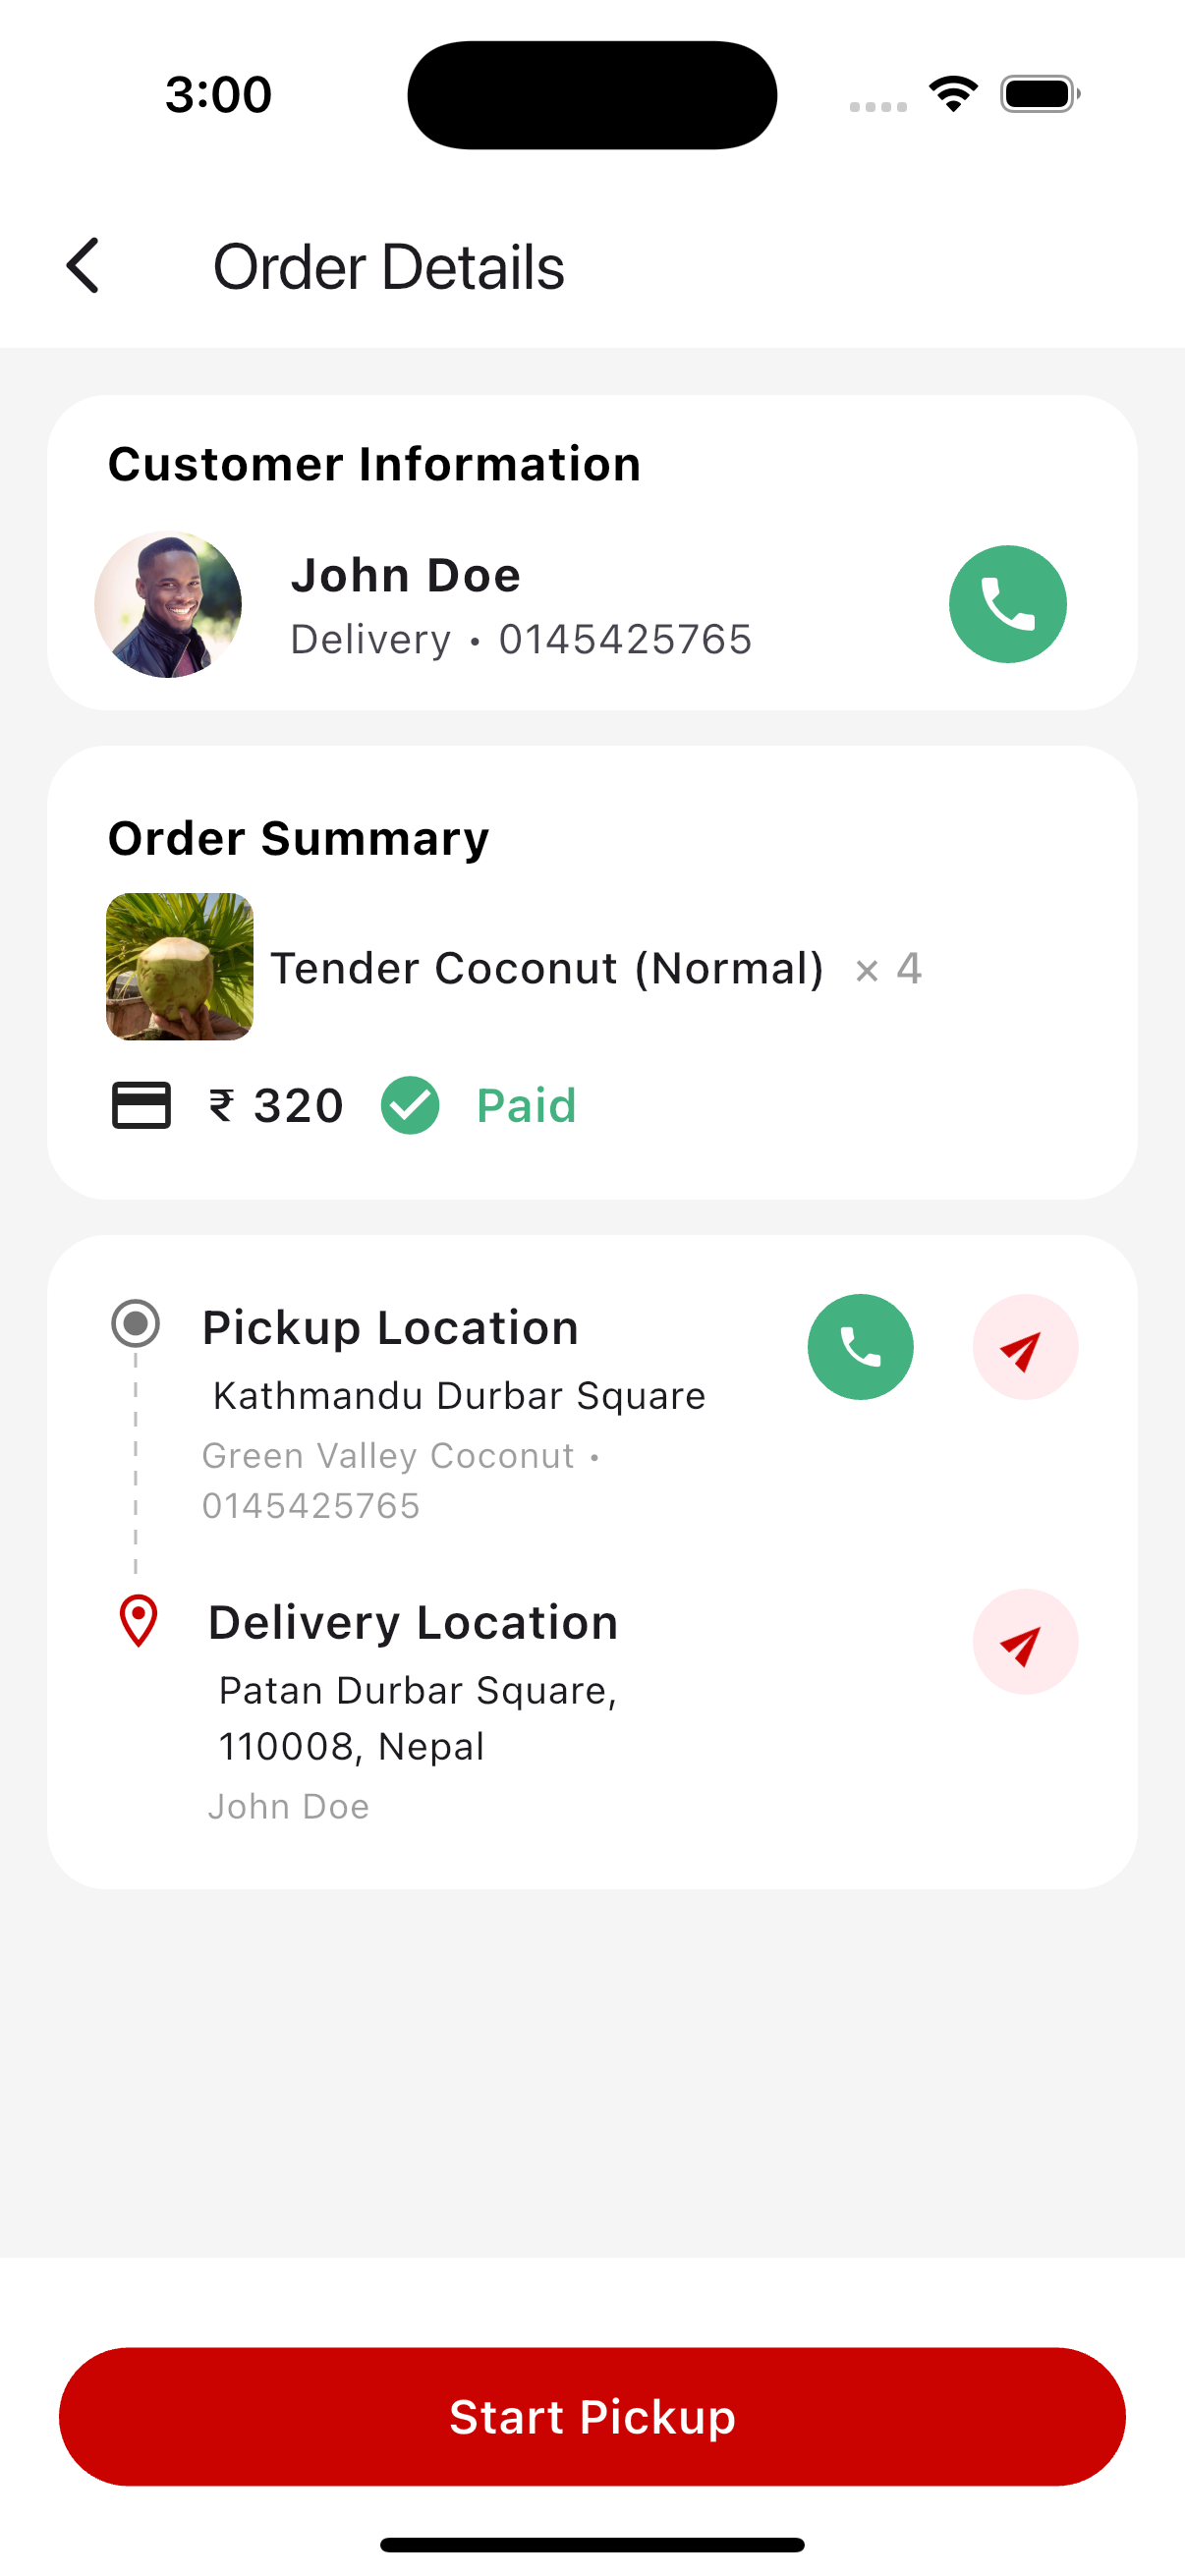 3:00
Order Details
Customer Information
John Doe
Delivery • 0145425765
Order Summary
Tender Coconut (Normal) × 4
₹ 320 Paid
Pickup Location
Kathmandu Durbar Square
Green Valley Coconut •
0145425765
Delivery Location
Patan Durbar Square,
110008, Nepal
John Doe
Start Pickup